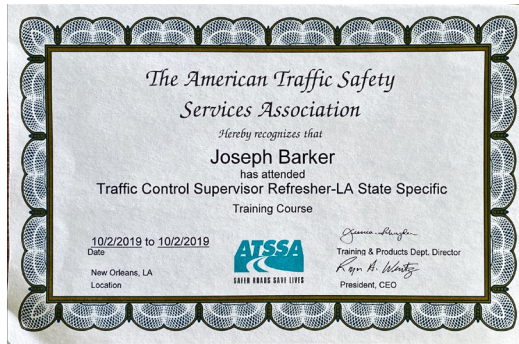 The American Traffic Safety
Services Association
Hereby recognizes that
Joseph Barker
has attended
Traffic Control Supervisor Refresher-LA State Specific
Training Course
10/2/2019 to 10/2/2019
Date
New Orleans, LA
Location
ATSSA
SAFER ROADS SAVE LIVES
Training & Products Dept. Director
President, CEO